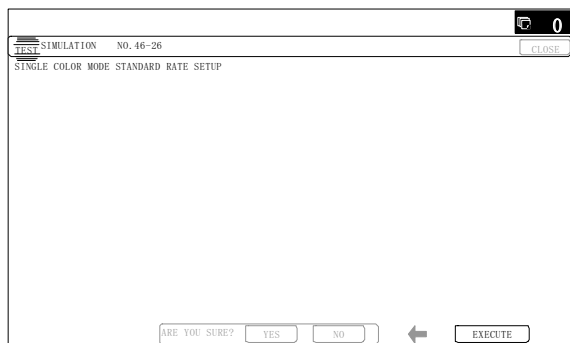 0
TEST SIMULATION NO.46-26
CLOSE
SINGLE COLOR MODE STANDARD RATE SETUP
ARE YOU SURE? YES NO EXECUTE